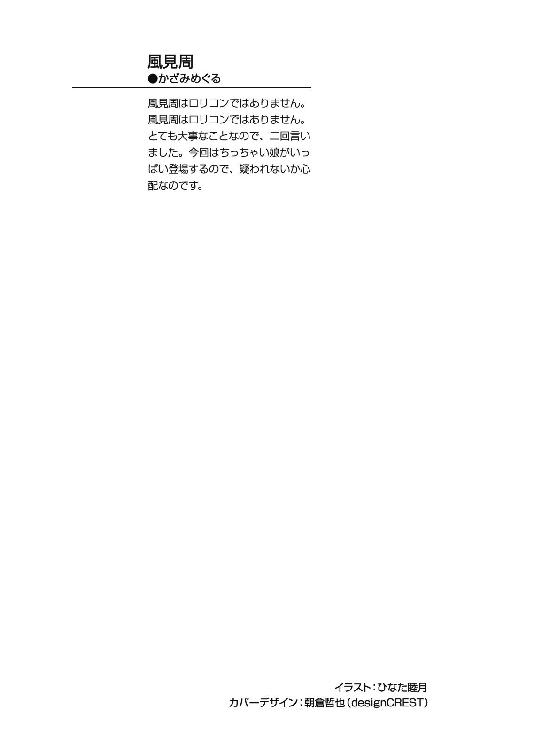 風見周
●かざみめぐる
風見周はロリコンではありません。
風見周はロリコンではありません。
とても大事なことなので、二回言い
ました。今回はちっちゃい娘がいっ
ぱい登場するので、疑われないか心
配なのです。
イラスト：ひなた睦月
カバーデザイン：朝倉哲也（designCREST）